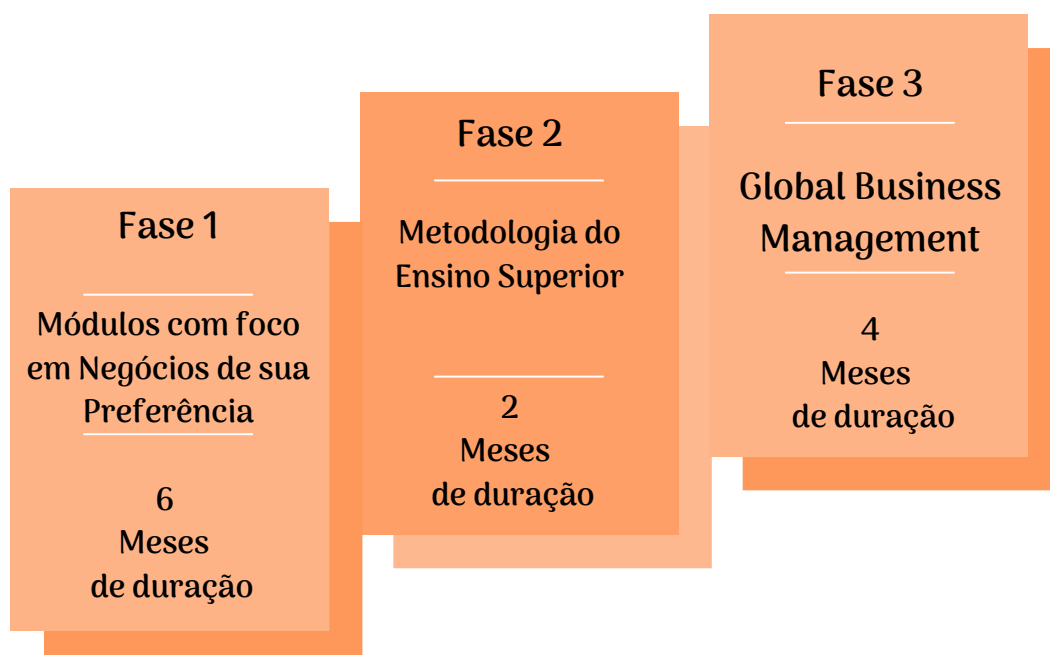 Fase 1
Módulos com foco
em Negócios de sua
Preferência
6
Meses
de duração
Fase 2
Metodologia do
Ensino Superior
2
Meses
de duração
Fase 3
Global Business
Management
4
Meses
de duração